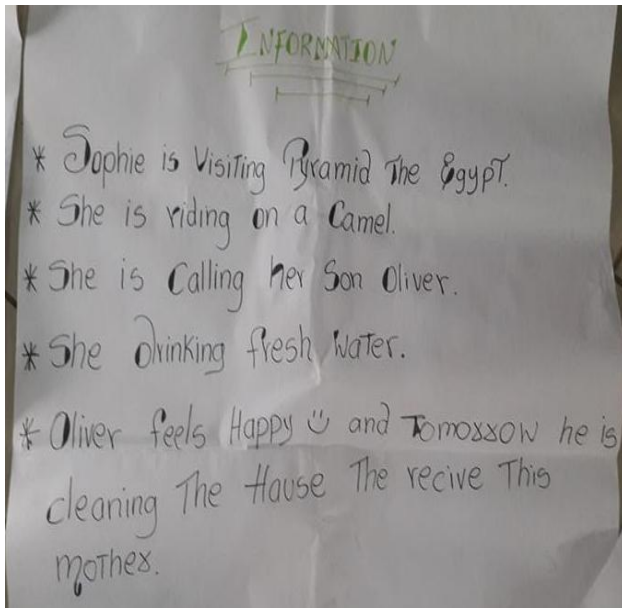 INFORMATION
* Sophie is Visiting Pyramid The Egypt.
* She is riding on a Camel.
* She is Calling her Son Oliver.
* She drinking fresh water.
* Oliver feels Happy ☺ and Tomorrow he is
cleaning The Hause The recive This
mother.